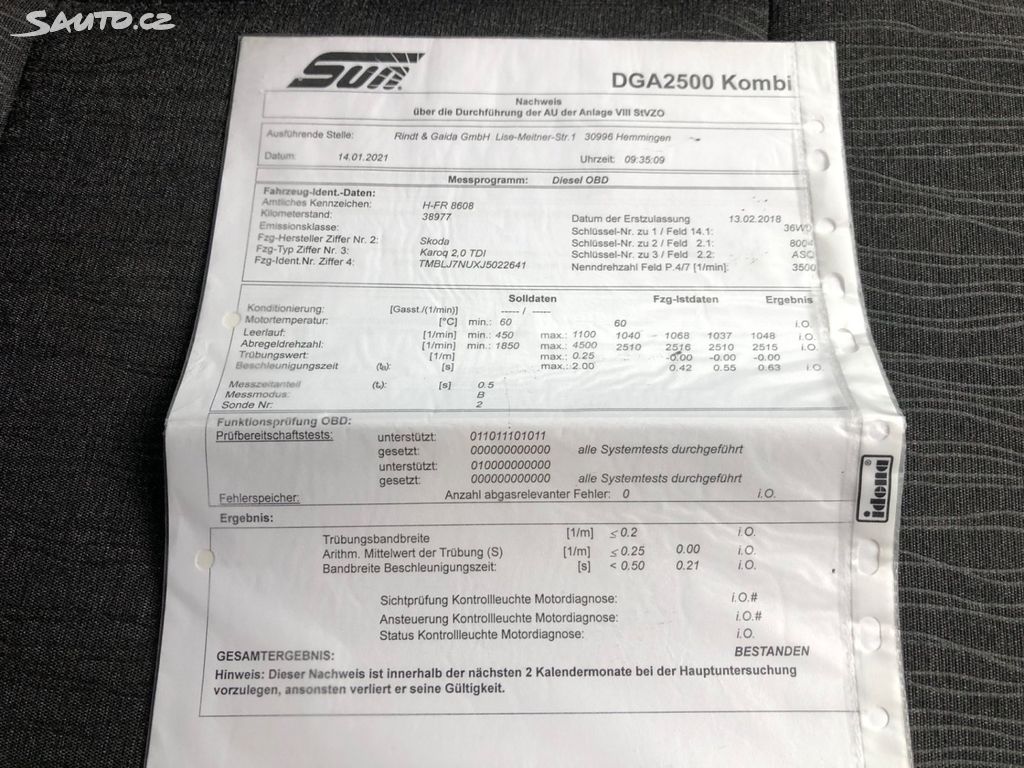 SAUTO.CZ
Sun
DGA2500 Kombi
Nachweis
über die Durchführung der AU der Anlage VIII StVZO
Ausführende Stelle: Rindt & Gaida GmbH Lise-Meitner-Str.1 30996 Hemmingen
Datum: 14.01.2021 Uhrzeit: 09:35:09
Messprogramm: Diesel OBD
Fahrzeug-Ident.-Daten:
Amtliches Kennzeichen: H-FR 8608
Kilometerstand: 38977 Datum der Erstzulassung 13.02.2018
Emissionsklasse: Schlüssel-Nr. zu 1 / Feld 14.1:
Fzg-Hersteller Ziffer Nr. 2: Skoda Schlüssel-Nr. zu 2 / Feld 2.1: 8004
Fzg-Typ Ziffer Nr. 3: Karoq 2,0 TDI Schlüssel-Nr. zu 3 / Feld 2.2:
Fzg-Ident.Nr. Ziffer 4: TMBLJ7NUXJ5022641 Nenndrehzahl Feld P.4/7 [1/min]: 3500
Solldaten Fzg-Istdaten Ergebnis
Konditionierung: [Gasst./(1/min)] ----- / -----
Motortemperatur: [°C] min.: 60 60 i.O.
Leerlauf: [1/min] min.: 450 max.: 1100 1040 1068 1037 1048 i.O.
Abregeldrehzahl: [1/min] min.: 1850 max.: 4500 2510 2516 2510 2515 i.O.
Trübungswert: [1/m] max.: 0.25 -0.00 -0.00 -0.00
Beschleunigungszeit (tB): [s] max.: 2.00 0.42 0.55 0.63 i.O.
Messzeitanteil (tx): [s] 0.5
Messmodus: B
Sonde Nr: 2
Funktionsprüfung OBD:
Prüfbereitschaftstests: unterstützt: 011011101011
gesetzt: 000000000000 alle Systemtests durchgeführt
unterstützt: 010000000000
gesetzt: 000000000000 alle Systemtests durchgeführt
Fehlerspeicher: Anzahl abgasrelevanter Fehler: 0 i.O.
Ergebnis:
Trübungsbandbreite [1/m] ≤ 0.2 i.O.
Arithm. Mittelwert der Trübung (S) [1/m] ≤ 0.25 0.00 i.O.
Bandbreite Beschleunigungszeit: [s] < 0.50 0.21 i.O.
Sichtprüfung Kontrollleuchte Motordiagnose: i.O.#
Ansteuerung Kontrollleuchte Motordiagnose: i.O.#
Status Kontrollleuchte Motordiagnose: i.O.
GESAMTERGEBNIS: BESTANDEN
Hinweis: Dieser Nachweis ist innerhalb der nächsten 2 Kalendermonate bei der Hauptuntersuchung
vorzulegen, ansonsten verliert er seine Gültigkeit.
idena®